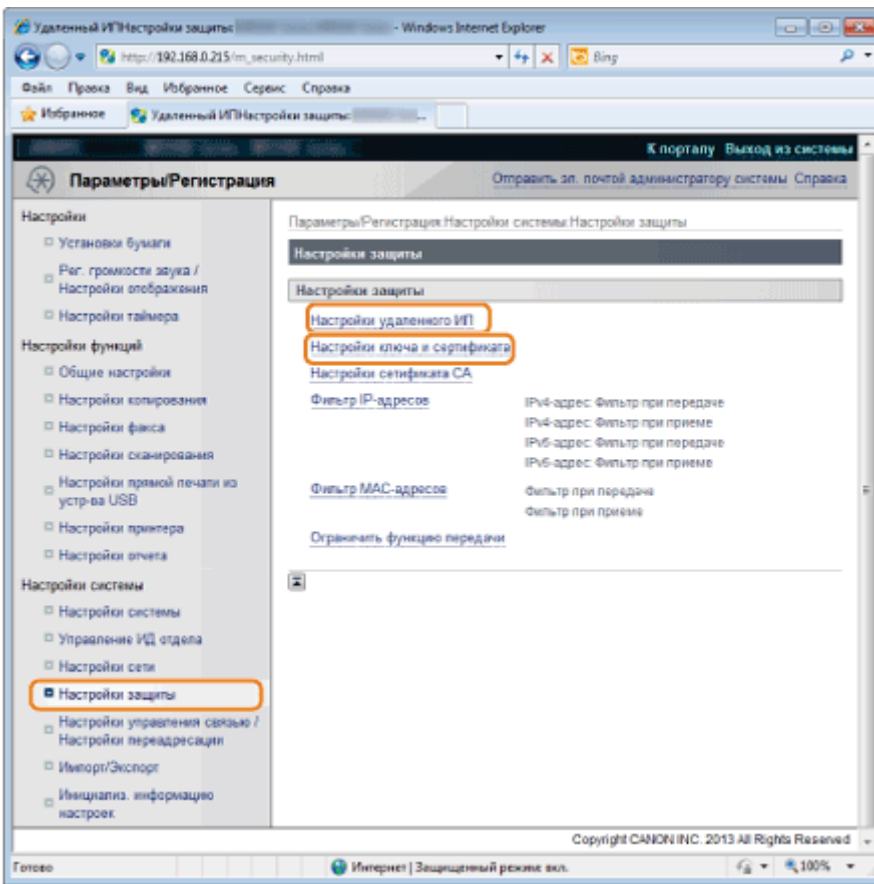 Удаленный ИПНастройки защиты: - Windows Internet Explorer
http://192.168.0.215/m_security.html
Bing
Файл Правка Вид Избранное Сервис Справка
Избранное Удаленный ИПНастройки защиты: ...
К порталу Выход из системы
Параметры/Регистрация
Отправить эл. почтой администратору системы Справка
Настройки
Установки бумаги
Рег. громкости звука /
Настройки отображения
Настройки таймера
Настройки функций
Общие настройки
Настройки копирования
Настройки факса
Настройки сканирования
Настройки прямой печати из
устр-ва USB
Настройки принтера
Настройки отчета
Настройки системы
Настройки системы
Управление ИД отдела
Настройки сети
Настройки защиты
Настройки управления связью /
Настройки переадресации
Импорт/Экспорт
Инициализ. информацию
настроек
Параметры/Регистрация:Настройки системы:Настройки защиты
Настройки защиты
Настройки защиты
Настройки удаленного ИП
Настройки ключа и сертификата
Настройки сетификата CA
Фильтр IP-адресов
IPv4-адрес: Фильтр при передаче
IPv4-адрес: Фильтр при приеме
IPv6-адрес: Фильтр при передаче
IPv6-адрес: Фильтр при приеме
Фильтр MAC-адресов
Фильтр при передаче
Фильтр при приеме
Ограничить функцию передачи
Copyright CANON INC. 2013 All Rights Reserved
Готово
Интернет | Защищенный режим: вкл.
100%